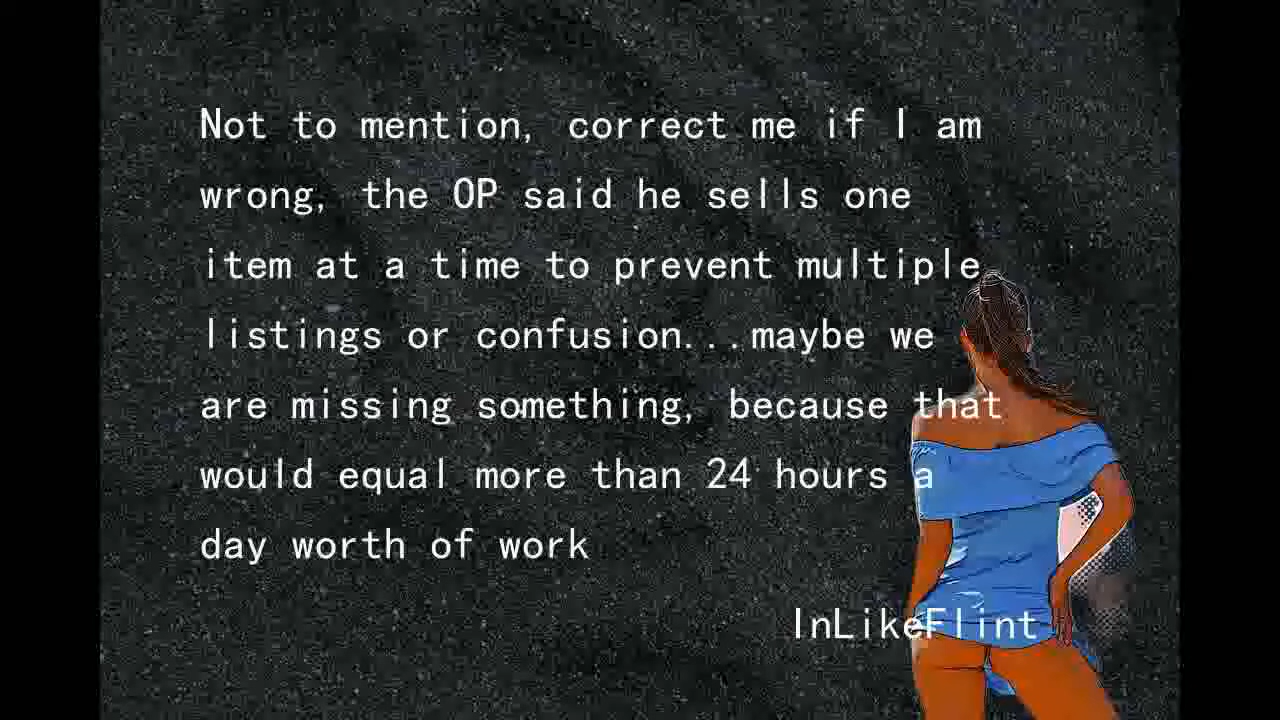 Not to mention, correct me if I am
wrong, the OP said he sells one
item at a time to prevent multiple
listings or confusion...maybe we
are missing something, because that
would equal more than 24 hours a
day worth of work
InLikeFlint